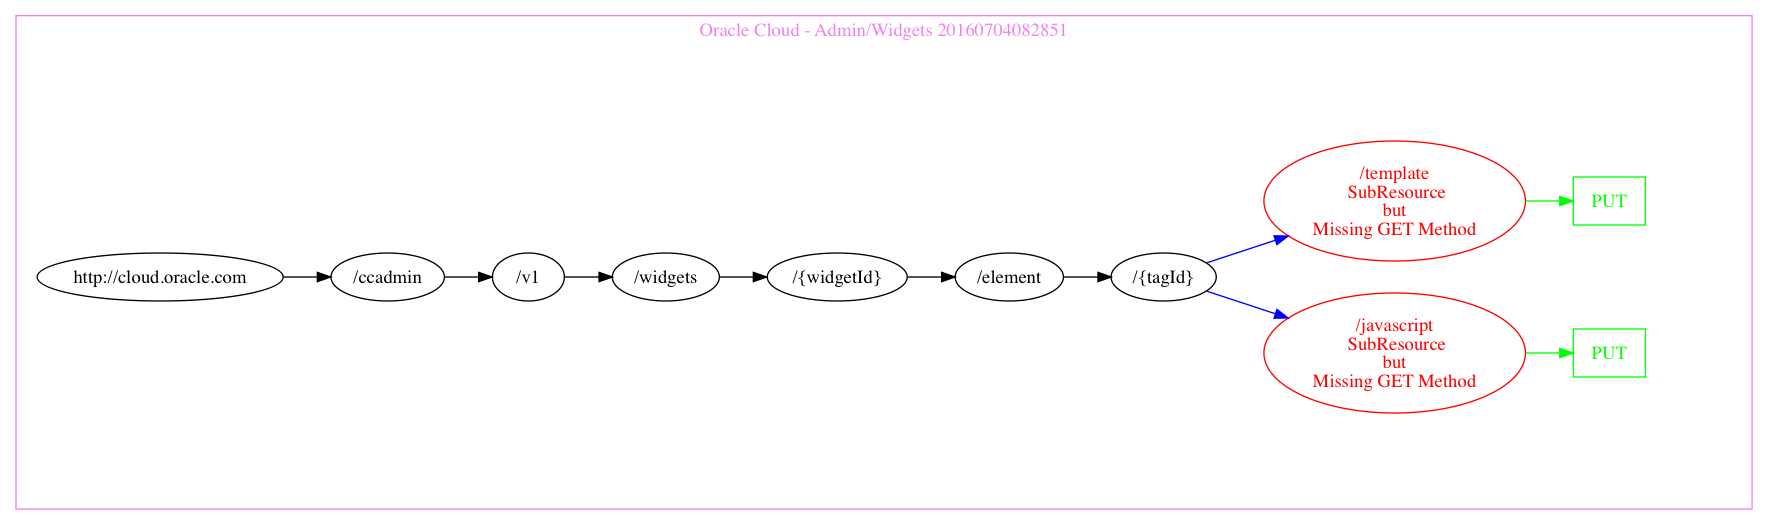 Oracle Cloud - Admin/Widgets 20160704082851
http://cloud.oracle.com
/ccadmin
/v1
/widgets
/{widgetId}
/element
/{tagId}
/template
SubResource
but
Missing GET Method
PUT
/javascript
SubResource
but
Missing GET Method
PUT